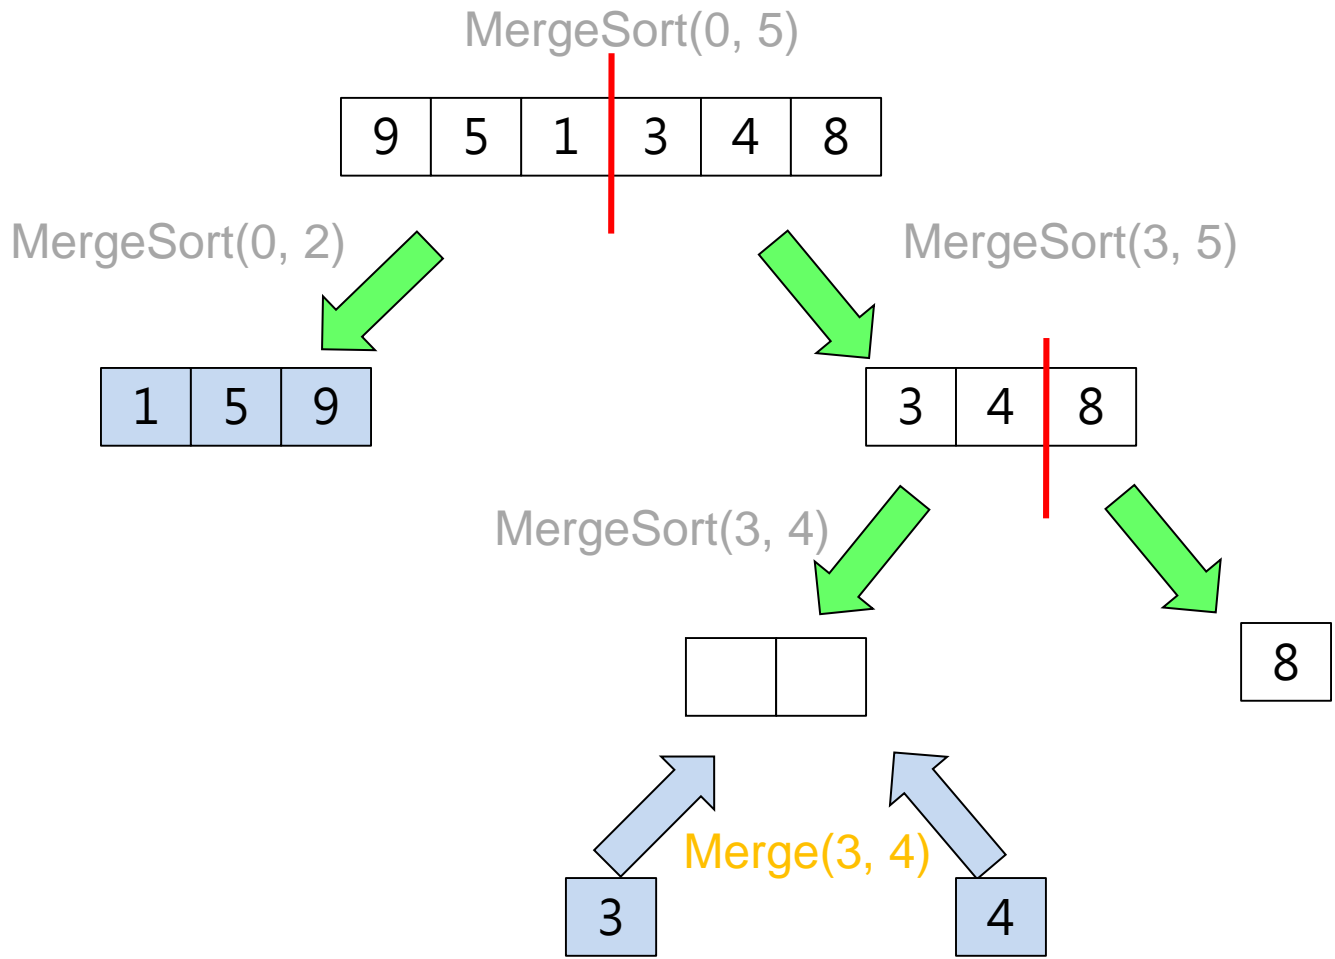 MergeSort(0, 5)
9 5 1 3 4 8
MergeSort(0, 2)
MergeSort(3, 5)
1 5 9
3 4 8
MergeSort(3, 4)
8
Merge(3, 4)
3
4